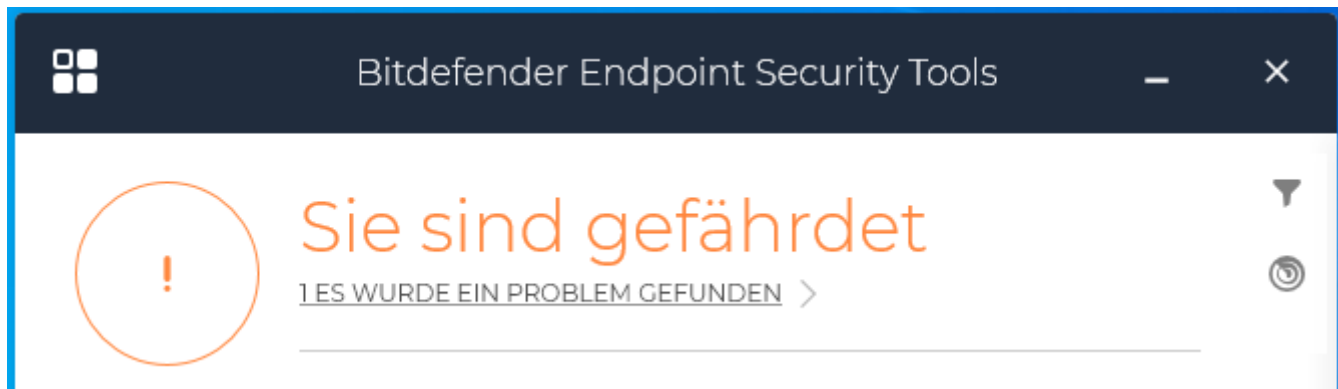 Bitdefender Endpoint Security Tools
Sie sind gefährdet
1 ES WURDE EIN PROBLEM GEFUNDEN